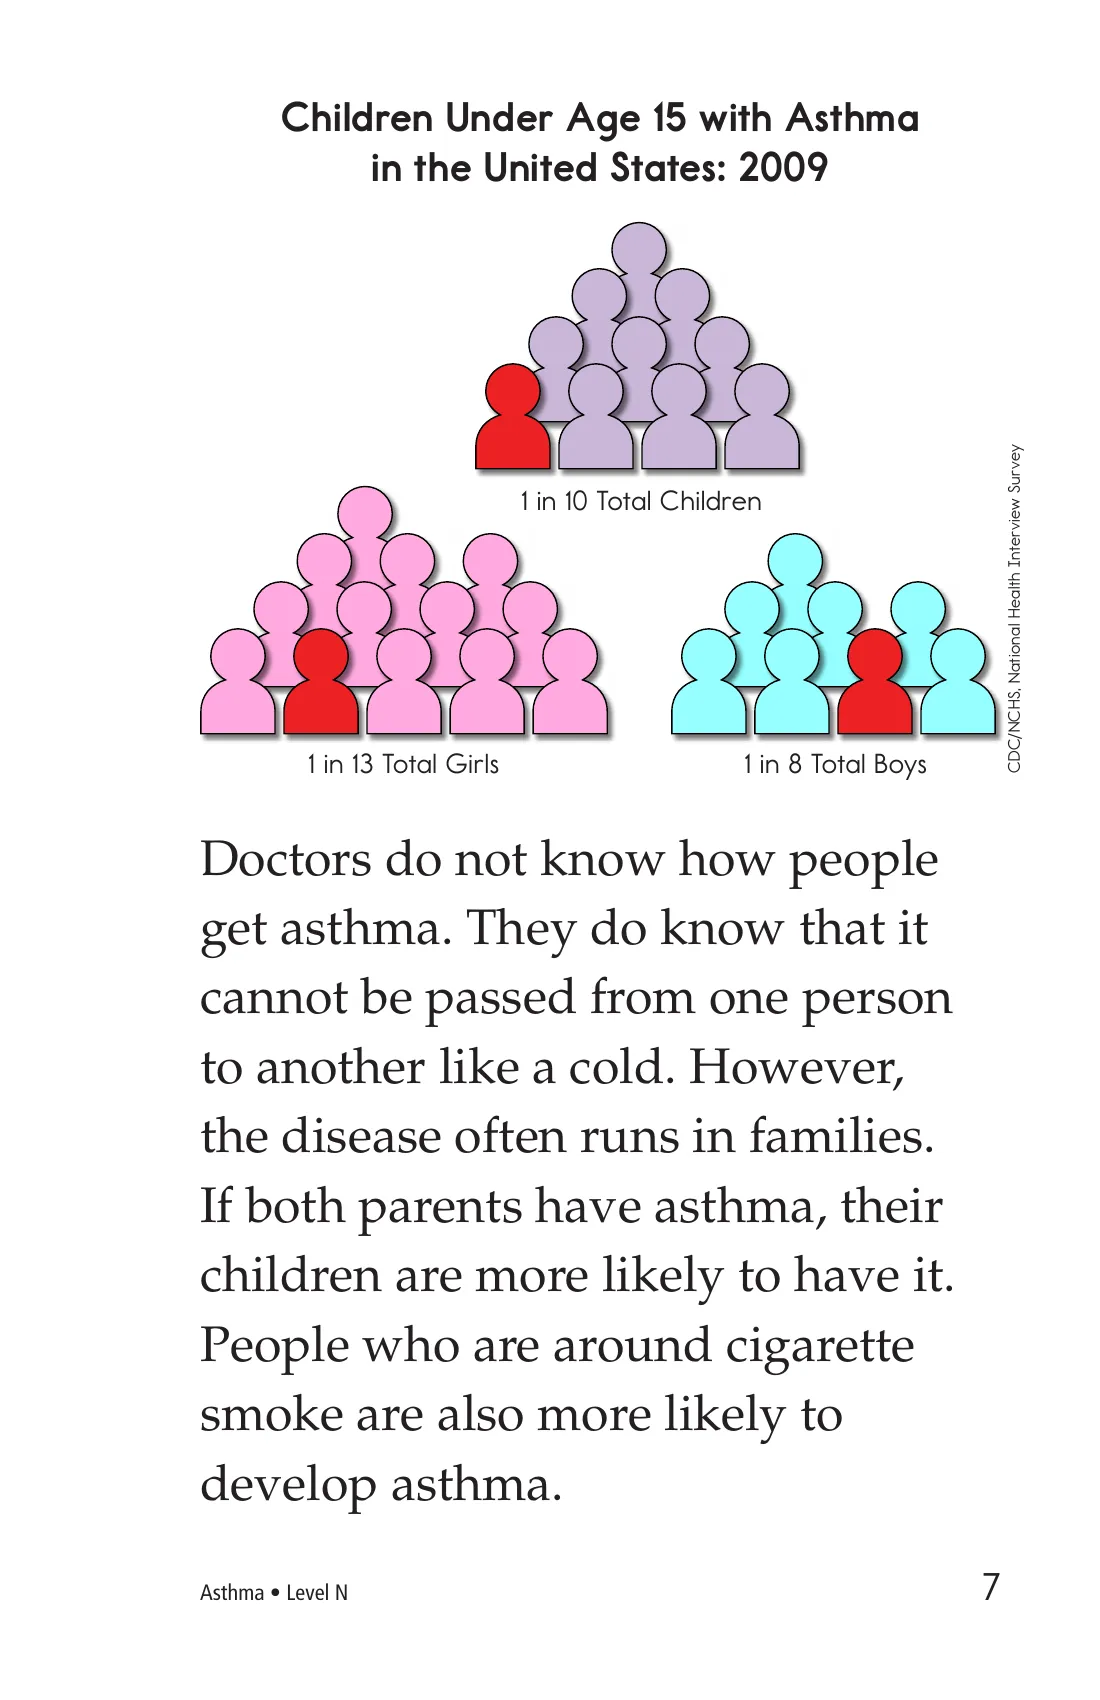 Children Under Age 15 with Asthma
in the United States: 2009
1 in 10 Total Children
1 in 13 Total Girls
1 in 8 Total Boys
CDC/NCHS, National Health Interview Survey
Doctors do not know how people
get asthma. They do know that it
cannot be passed from one person
to another like a cold. However,
the disease often runs in families.
If both parents have asthma, their
children are more likely to have it.
People who are around cigarette
smoke are also more likely to
develop asthma.
Asthma • Level N
7